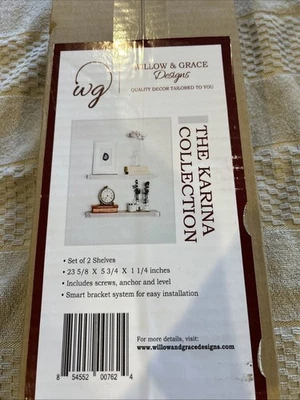 wg
WILLOW & GRACE
Designs
QUALITY DECOR TAILORED TO YOU
THE KARINA
COLLECTION
• Set of 2 Shelves
• 23 5/8 X 5 3/4 X 1 1/4 inches
• Includes screws, anchor and level
• Smart bracket system for easy installation
For more details, visit:
www.willowandgracedesigns.com
8 54552 00762 4